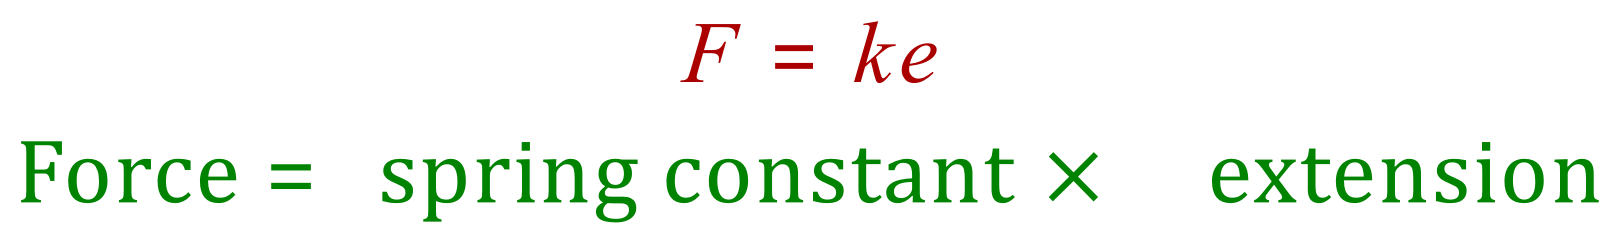 F = ke
Force = spring constant × extension